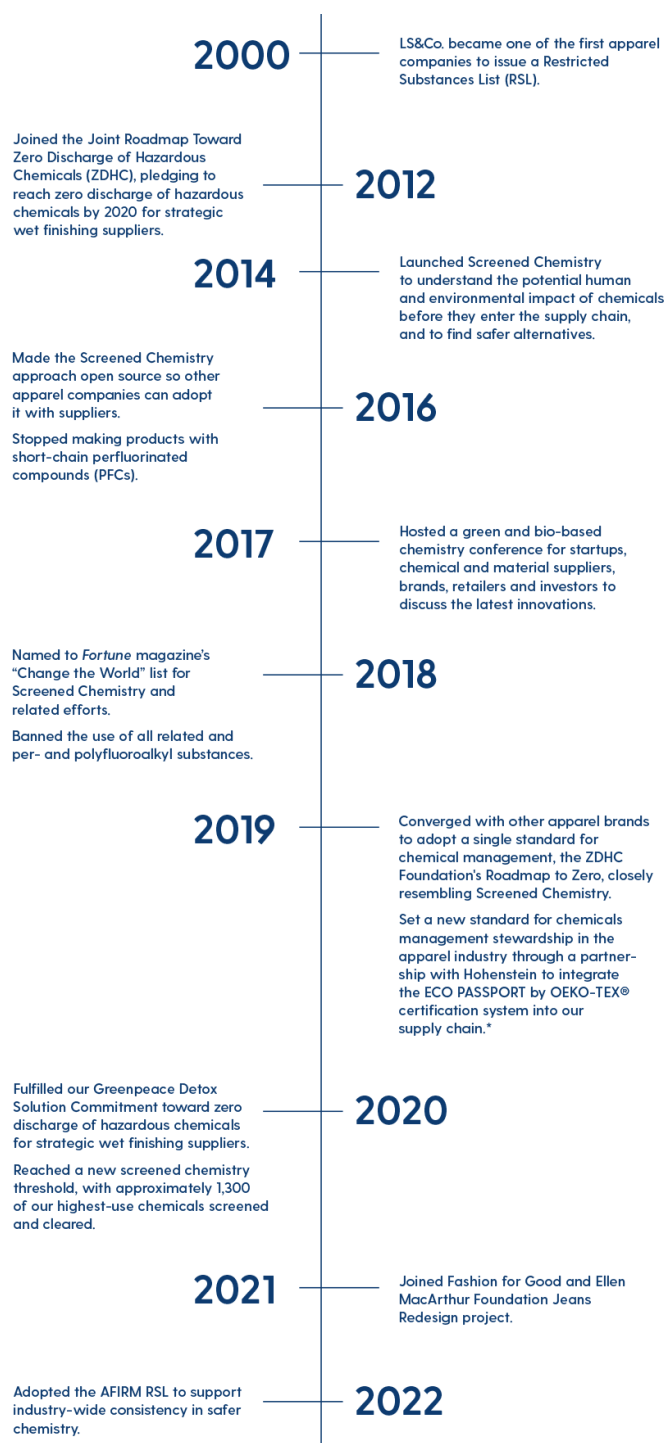 2000
LS&Co. became one of the first apparel
companies to issue a Restricted
Substances List (RSL).
Joined the Joint Roadmap Toward
Zero Discharge of Hazardous
Chemicals (ZDHC), pledging to
reach zero discharge of hazardous
chemicals by 2020 for strategic
wet finishing suppliers.
2012
2014
Launched Screened Chemistry
to understand the potential human
and environmental impact of chemicals
before they enter the supply chain,
and to find safer alternatives.
Made the Screened Chemistry
approach open source so other
apparel companies can adopt
it with suppliers.
Stopped making products with
short-chain perfluorinated
compounds (PFCs).
2016
2017
Hosted a green and bio-based
chemistry conference for startups,
chemical and material suppliers,
brands, retailers and investors to
discuss the latest innovations.
Named to Fortune magazine's
“Change the World” list for
Screened Chemistry and
related efforts.
Banned the use of all related and
per- and polyfluoroalkyl substances.
2018
2019
Converged with other apparel brands
to adopt a single standard for
chemical management, the ZDHC
Foundation's Roadmap to Zero, closely
resembling Screened Chemistry.
Set a new standard for chemicals
management stewardship in the
apparel industry through a partner-
ship with Hohenstein to integrate
the ECO PASSPORT by OEKO-TEX®
certification system into our
supply chain.*
Fulfilled our Greenpeace Detox
Solution Commitment toward zero
discharge of hazardous chemicals
for strategic wet finishing suppliers.
Reached a new screened chemistry
threshold, with approximately 1,300
of our highest-use chemicals screened
and cleared.
2020
2021
Joined Fashion for Good and Ellen
MacArthur Foundation Jeans
Redesign project.
Adopted the AFIRM RSL to support
industry-wide consistency in safer
chemistry.
2022